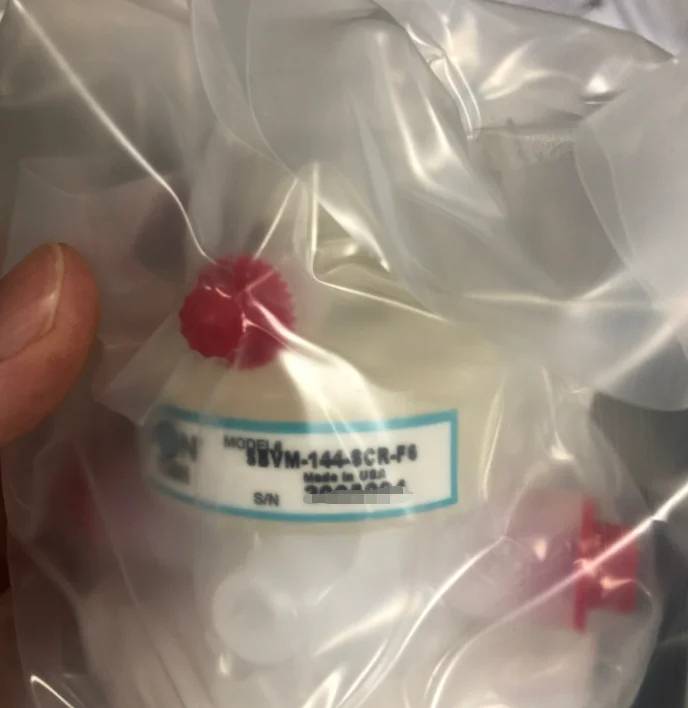 MODEL#
SBVM-144-SCR-F6
Made in USA
S/N